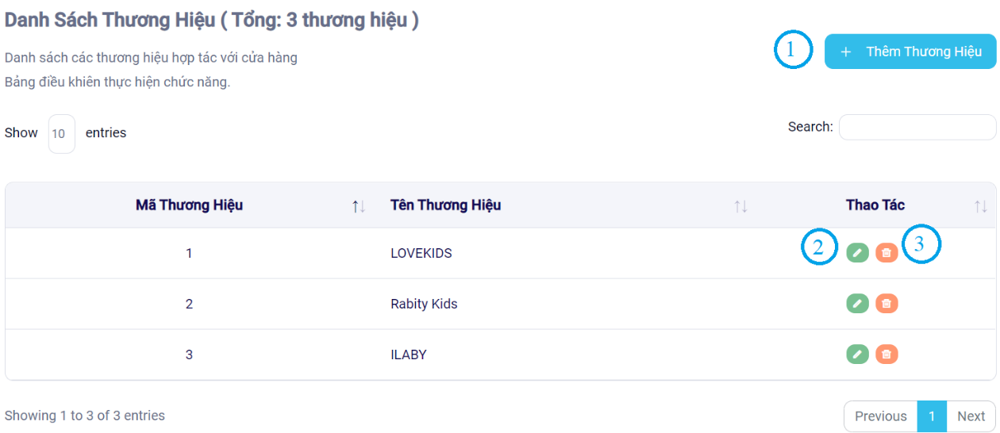 Danh Sách Thương Hiệu ( Tổng: 3 thương hiệu )
1
+ Thêm Thương Hiệu
Danh sách các thương hiệu hợp tác với cửa hàng
Bảng điều khiên thực hiện chức năng.
Show 10 entries
Search:
Mã Thương Hiệu ↑↓ Tên Thương Hiệu ↑↓ Thao Tác ↑↓
1 LOVEKIDS 2 3
2 Rabity Kids
3 ILABY
Showing 1 to 3 of 3 entries
Previous 1 Next